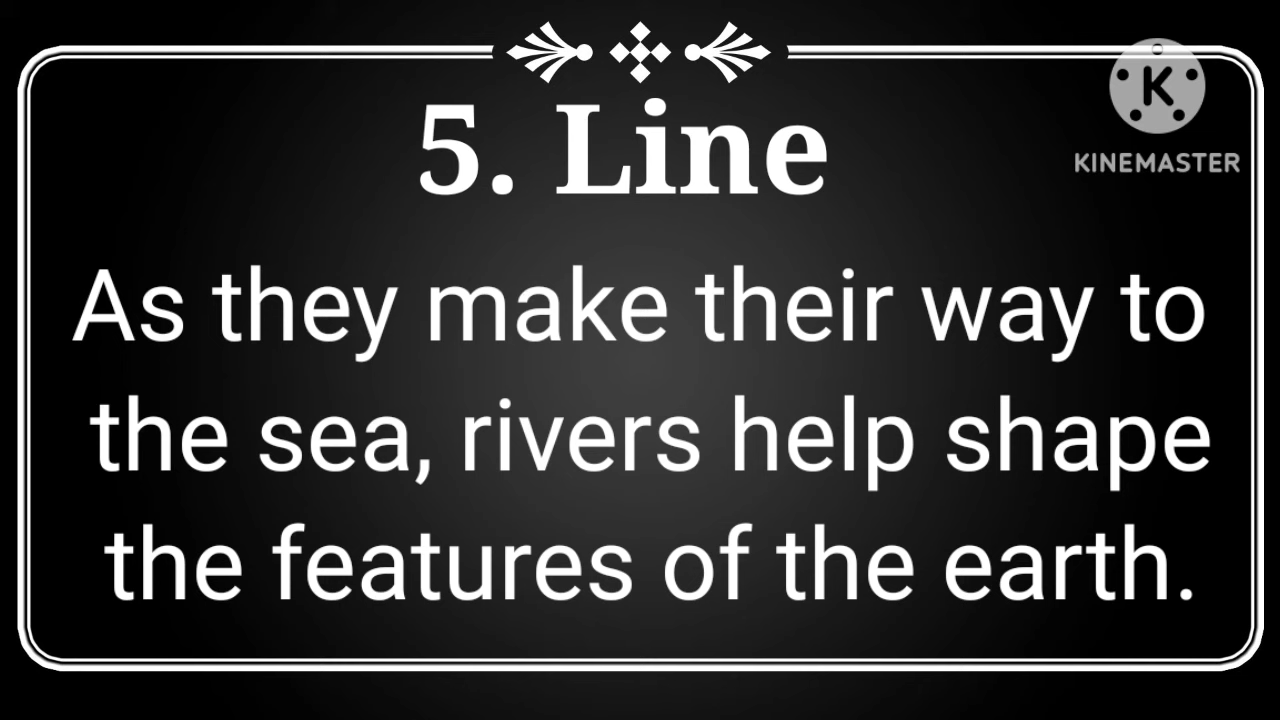 5. Line
K
KINEMASTER
As they make their way to
the sea, rivers help shape
the features of the earth.